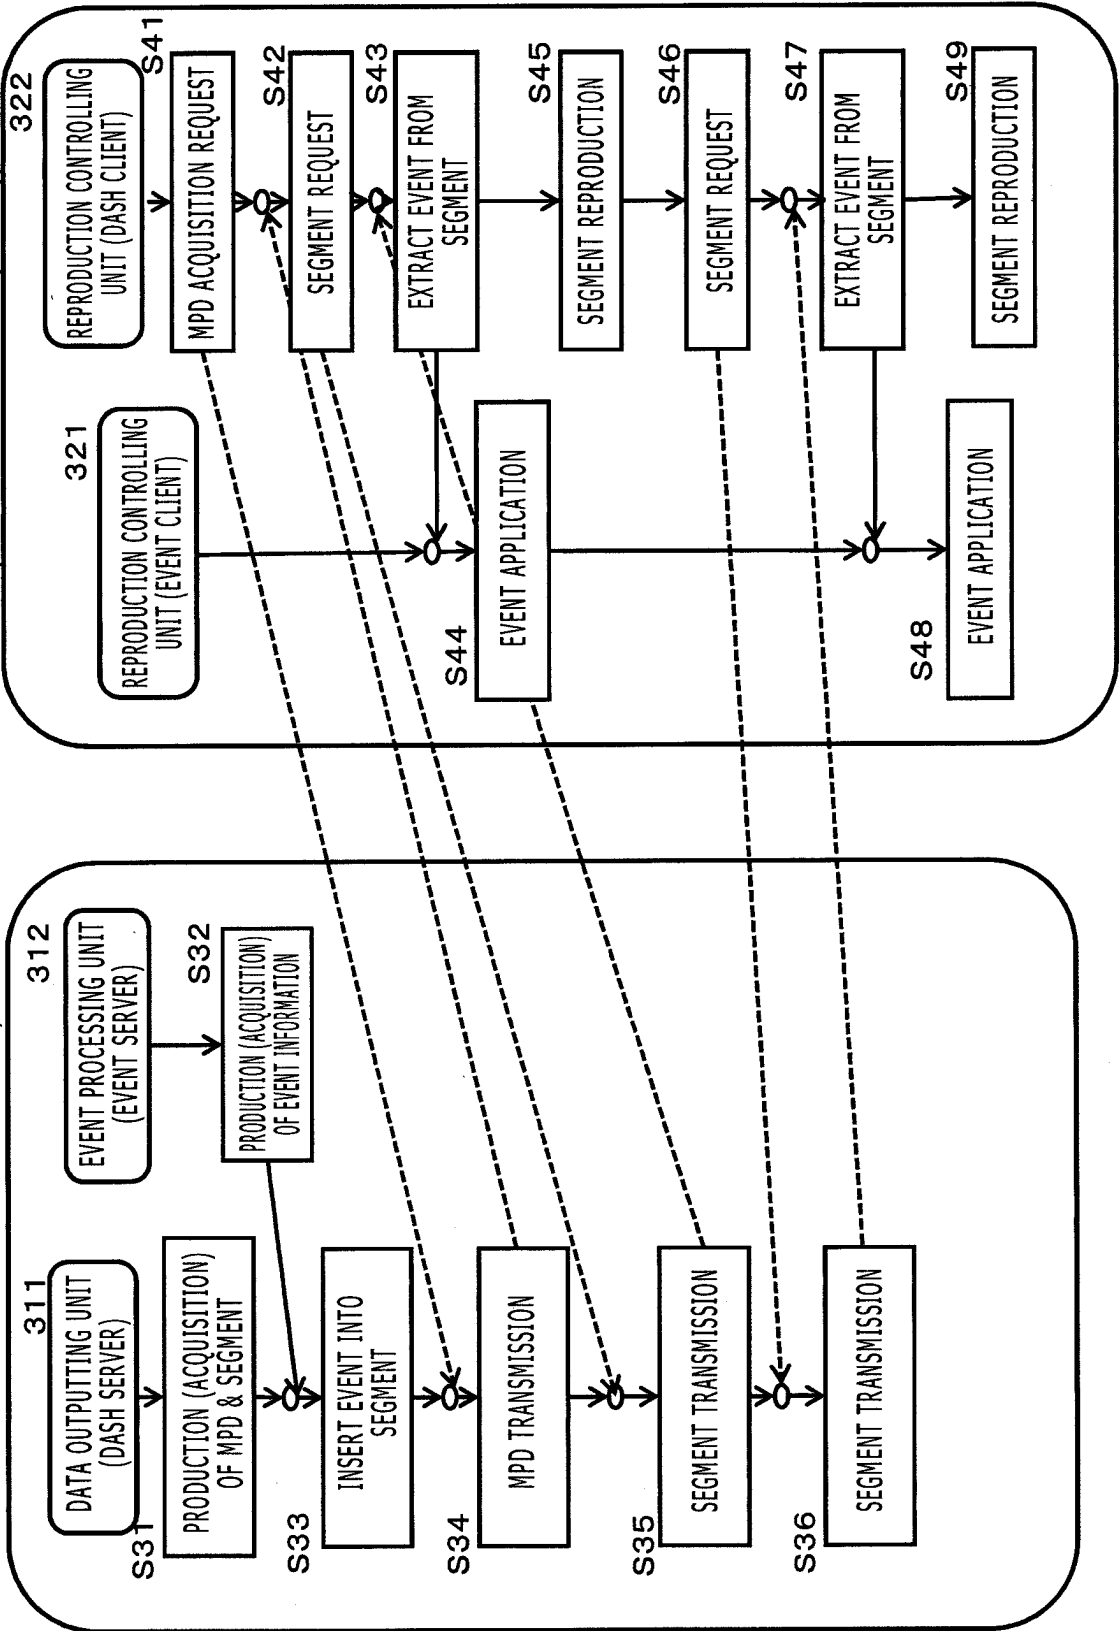 311
DATA OUTPUTTING UNIT
(DASH SERVER)
S31
PRODUCTION (ACQUISITION)
OF MPD & SEGMENT
S33
INSERT EVENT INTO
SEGMENT
S34
MPD TRANSMISSION
S35
SEGMENT TRANSMISSION
S36
SEGMENT TRANSMISSION
312
EVENT PROCESSING UNIT
(EVENT SERVER)
S32
PRODUCTION (ACQUISITION)
OF EVENT INFORMATION
321
REPRODUCTION CONTROLLING
UNIT (EVENT CLIENT)
S44
EVENT APPLICATION
S48
EVENT APPLICATION
322
REPRODUCTION CONTROLLING
UNIT (DASH CLIENT)
S41
MPD ACQUISITION REQUEST
S42
SEGMENT REQUEST
S43
EXTRACT EVENT FROM
SEGMENT
S45
SEGMENT REPRODUCTION
S46
SEGMENT REQUEST
S47
EXTRACT EVENT FROM
SEGMENT
S49
SEGMENT REPRODUCTION